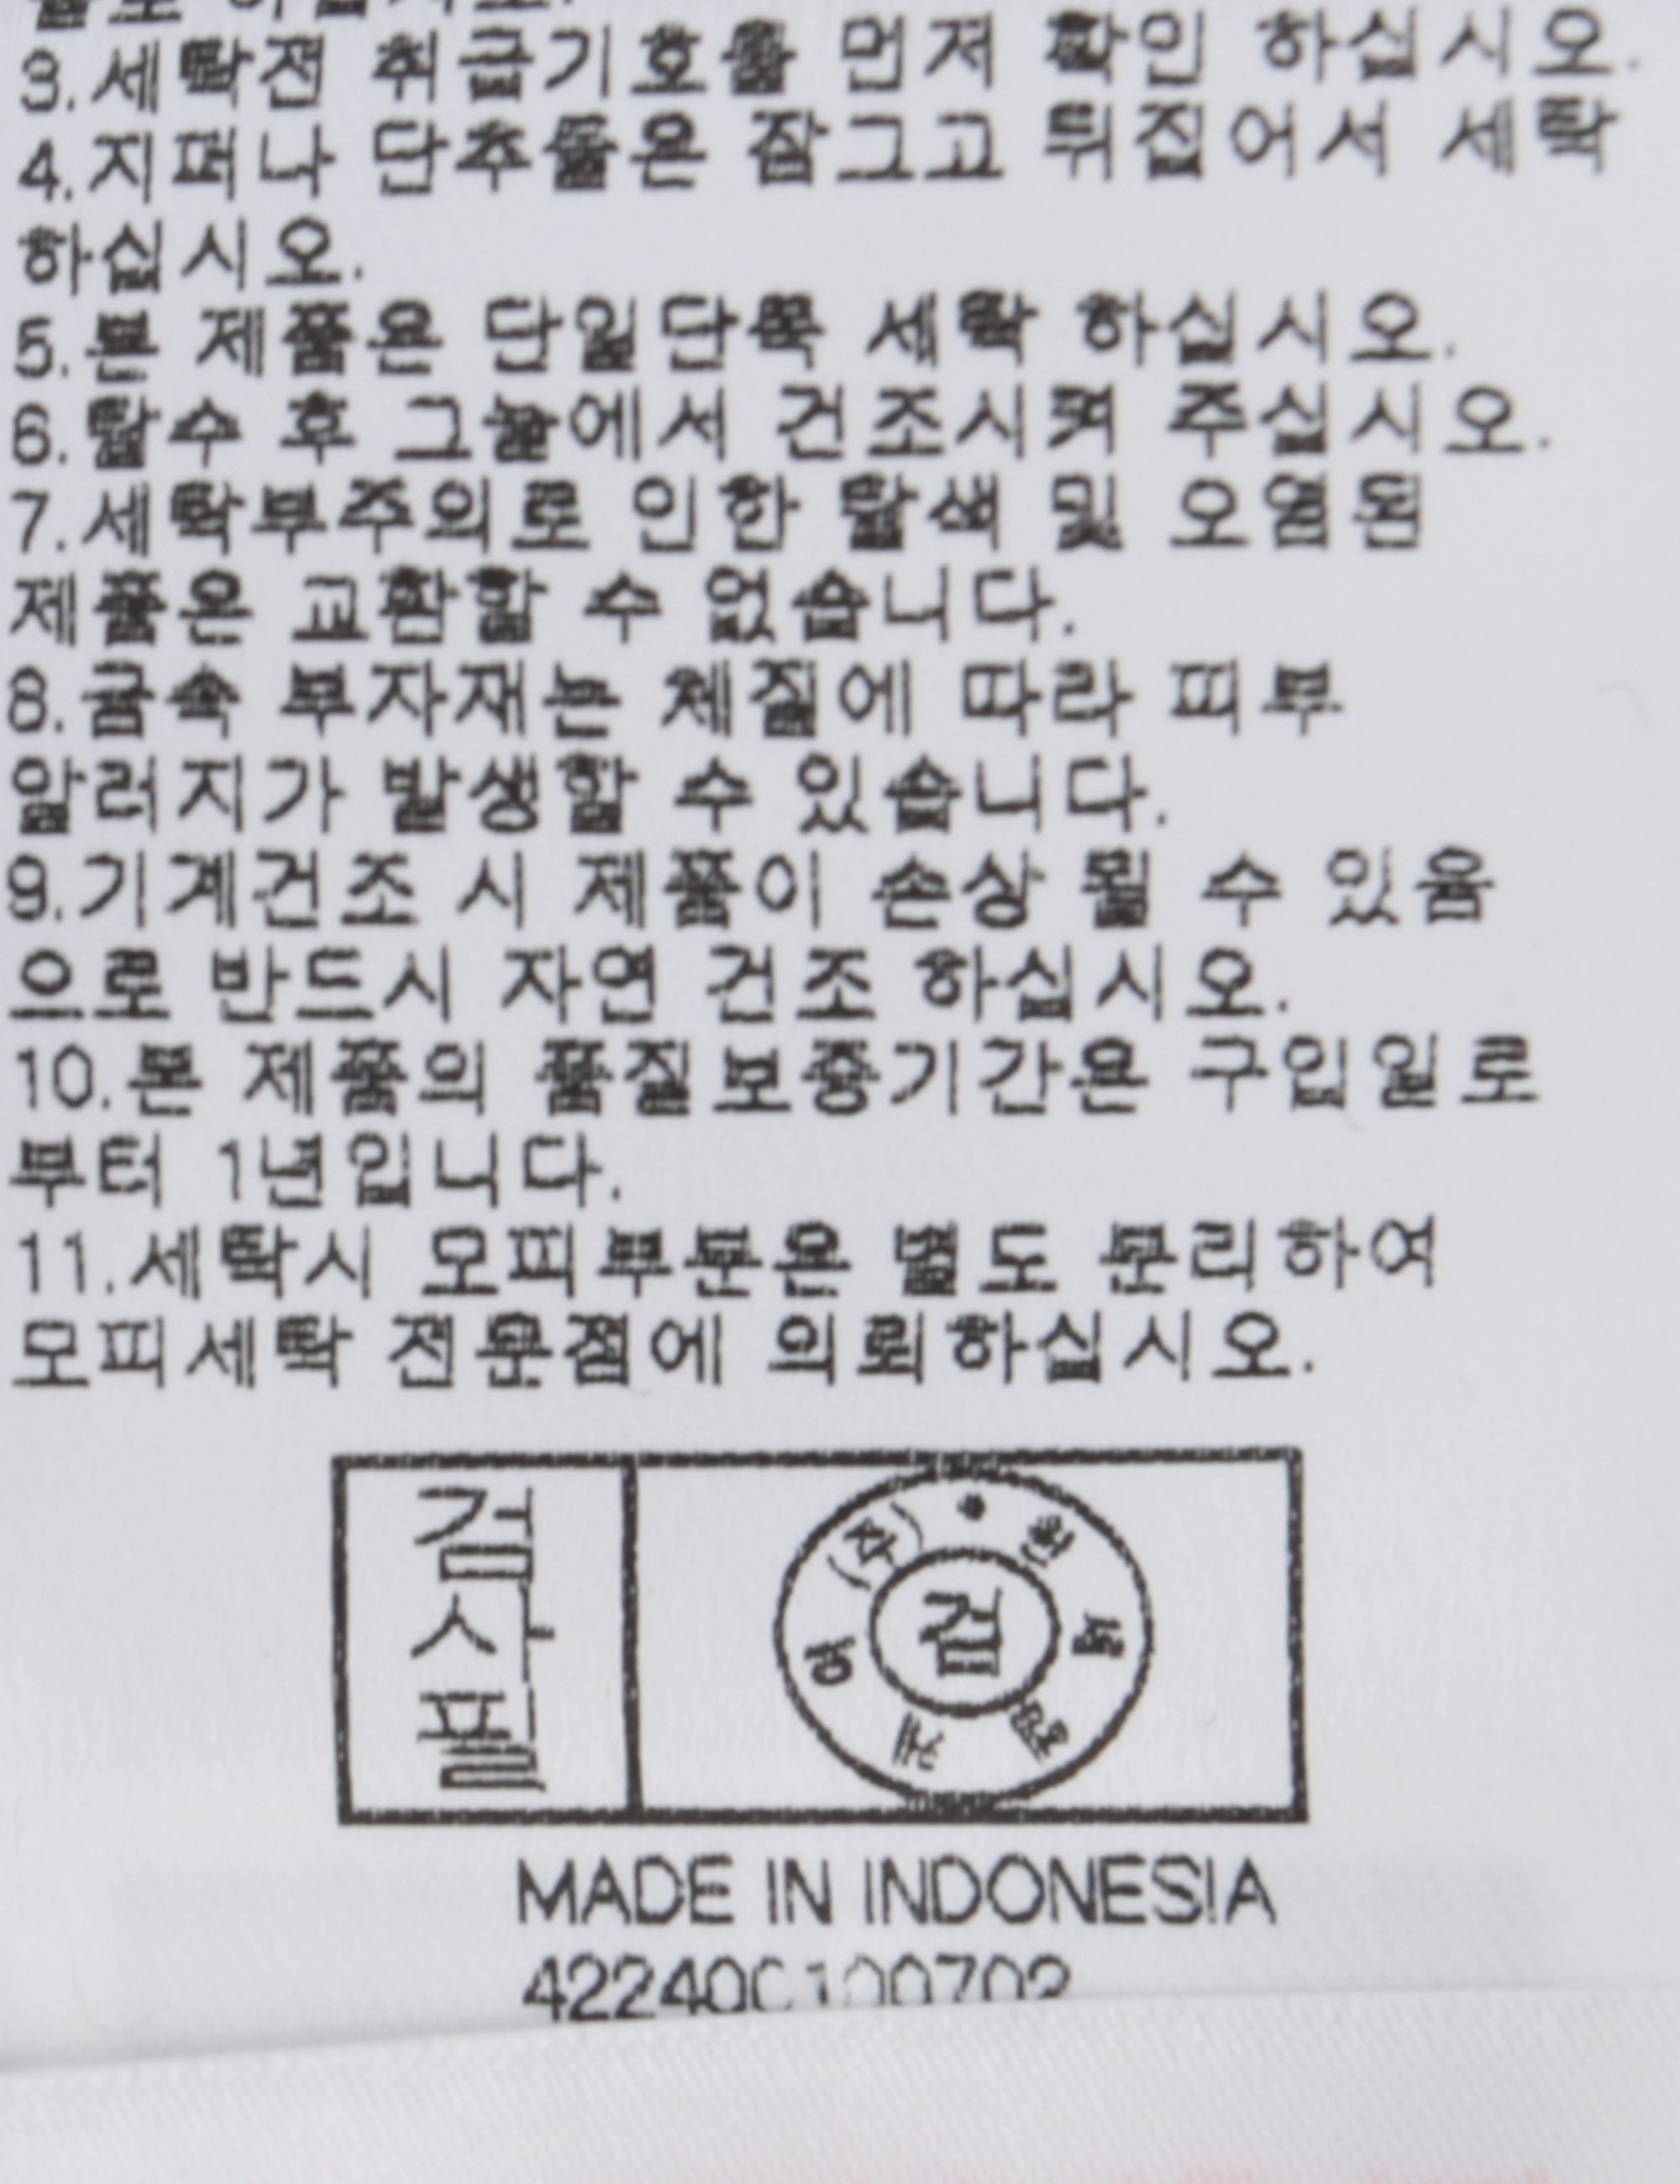 3.세탁전 취급기호를 먼저 확인 하십시오.
4.지퍼나 단추들은 잠그고 뒤집어서 세탁
하십시오.
5.본 제품은 단일단독 세탁 하십시오.
6.탈수 후 그늘에서 건조시켜 주십시오.
7.세탁부주의로 인한 탈색 및 오염된
제품은 교환할 수 없습니다.
8.금속 부자재는 체질에 따라 피부
알러지가 발생할 수 있습니다.
9.기계건조 시 제품이 손상 될 수 있음
으로 반드시 자연 건조 하십시오.
10.본 제품의 품질보증기간은 구입일로
부터 1년입니다.
11.세탁시 모피부분은 별도 분리하여
모피세탁 전문점에 의뢰하십시오.
검
사
필
(주)
검
MADE IN INDONESIA